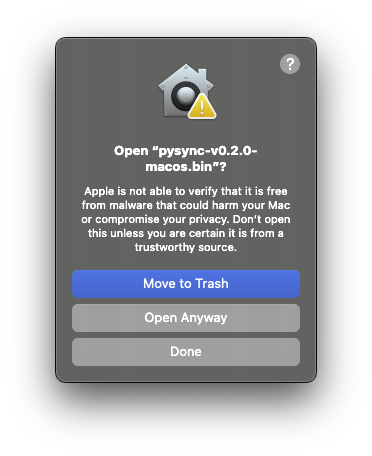 ?
Open “pysync-v0.2.0-
macos.bin”?
Apple is not able to verify that it is free
from malware that could harm your Mac
or compromise your privacy. Don’t open
this unless you are certain it is from a
trustworthy source.
Move to Trash
Open Anyway
Done